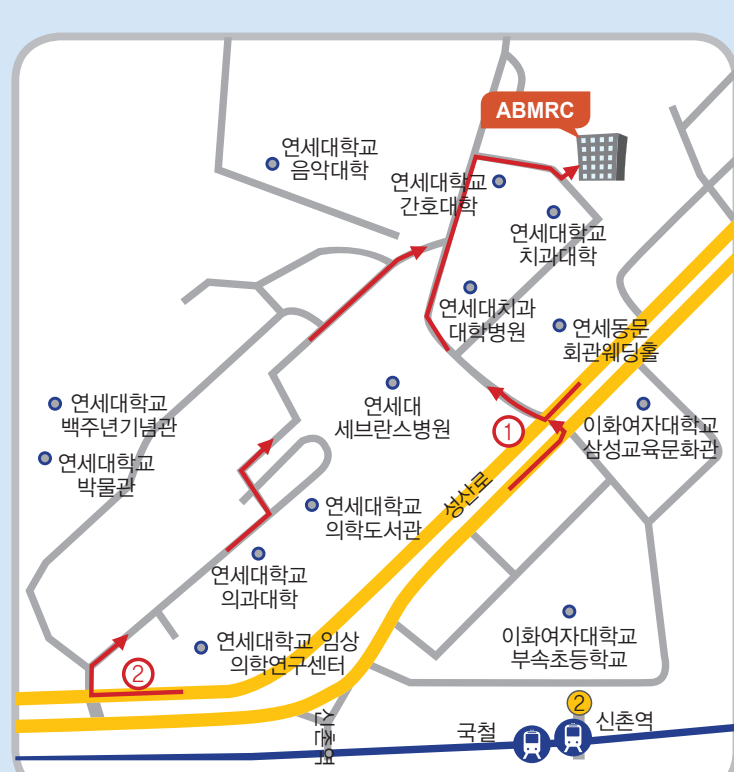 ABMRC
연세대학교
음악대학
연세대학교
간호대학
연세대학교
치과대학
연세대치과
대학병원
연세동문
회관웨딩홀
연세대학교
백주년기념관
연세대
세브란스병원
1
이화여자대학교
삼성교육문화관
연세대학교
박물관
성산로
연세대학교
의학도서관
연세대학교
의과대학
연세대학교 임상
의학연구센터
이화여자대학교
부속초등학교
2
2
신촌역
국철
신촌역